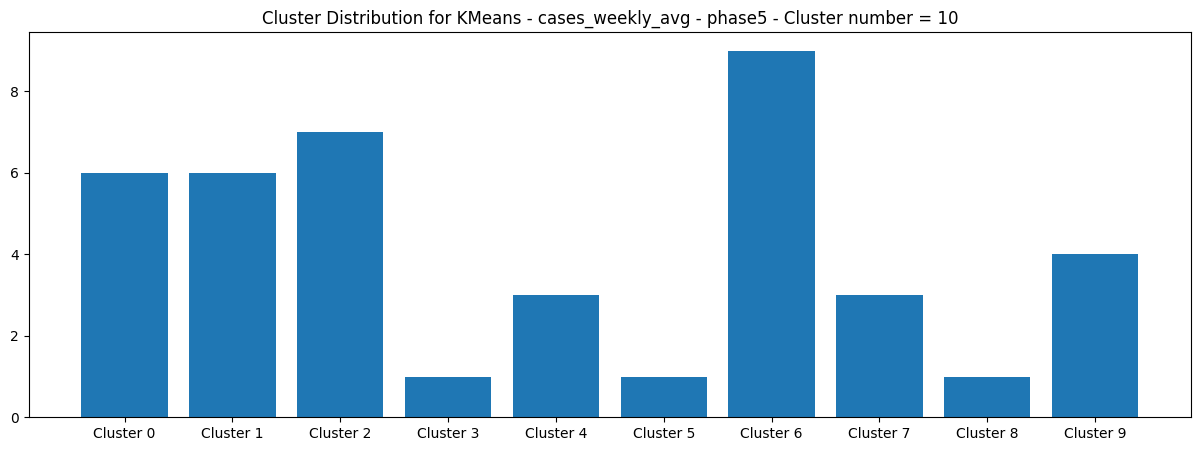 Cluster Distribution for KMeans - cases_weekly_avg - phase5 - Cluster number = 10
8
6
4
2
0
Cluster 0 Cluster 1 Cluster 2 Cluster 3 Cluster 4 Cluster 5 Cluster 6 Cluster 7 Cluster 8 Cluster 9